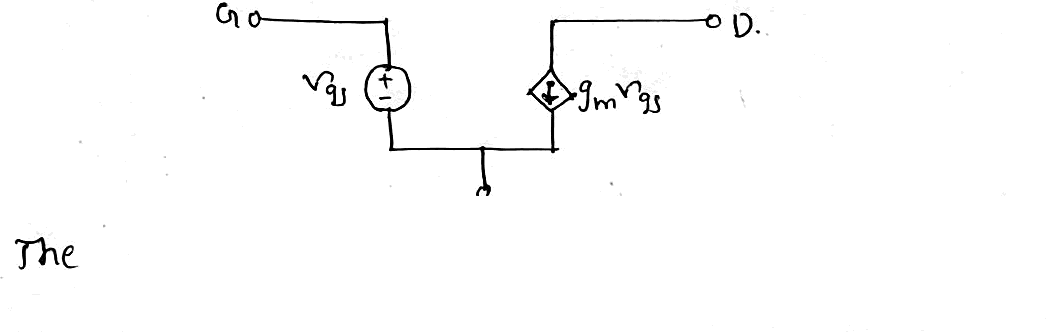 G D.
+
-
Vgs gmVgs
The